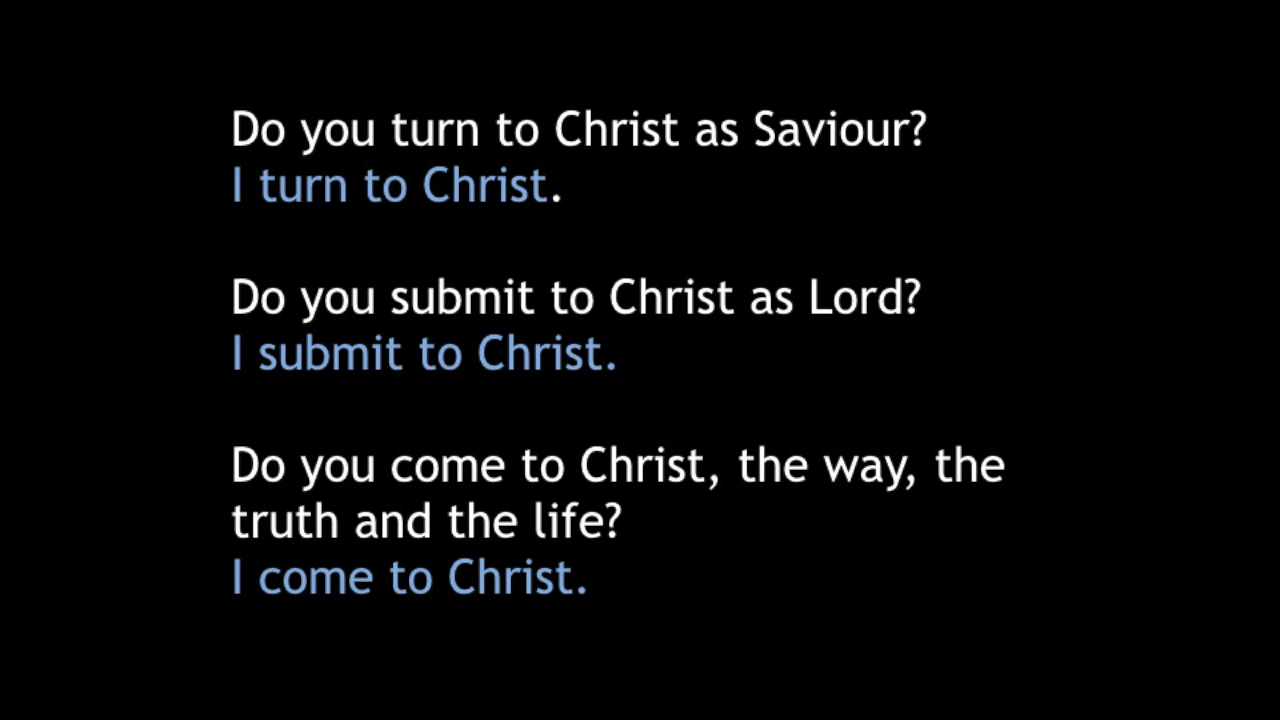 Do you turn to Christ as Saviour?
I turn to Christ.
Do you submit to Christ as Lord?
I submit to Christ.
Do you come to Christ, the way, the
truth and the life?
I come to Christ.